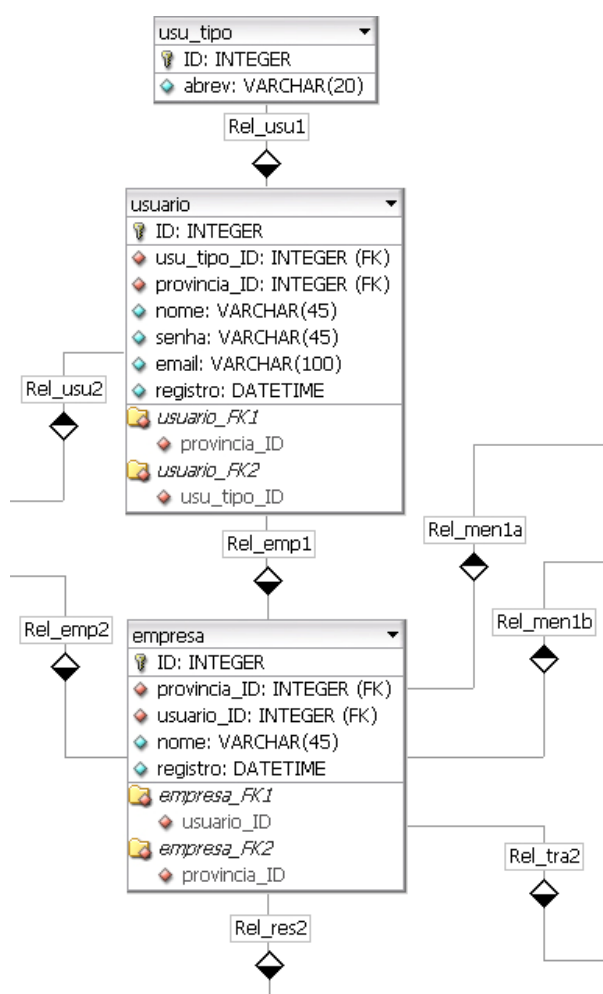 usu_tipo
ID: INTEGER
abrev: VARCHAR(20)
Rel_usu1
usuario
ID: INTEGER
usu_tipo_ID: INTEGER (FK)
provincia_ID: INTEGER (FK)
nome: VARCHAR(45)
senha: VARCHAR(45)
email: VARCHAR(100)
registro: DATETIME
usuario_FK1
provincia_ID
usuario_FK2
usu_tipo_ID
Rel_usu2
Rel_emp1
Rel_men1a
Rel_emp2
Rel_men1b
empresa
ID: INTEGER
provincia_ID: INTEGER (FK)
usuario_ID: INTEGER (FK)
nome: VARCHAR(45)
registro: DATETIME
empresa_FK1
usuario_ID
empresa_FK2
provincia_ID
Rel_tra2
Rel_res2